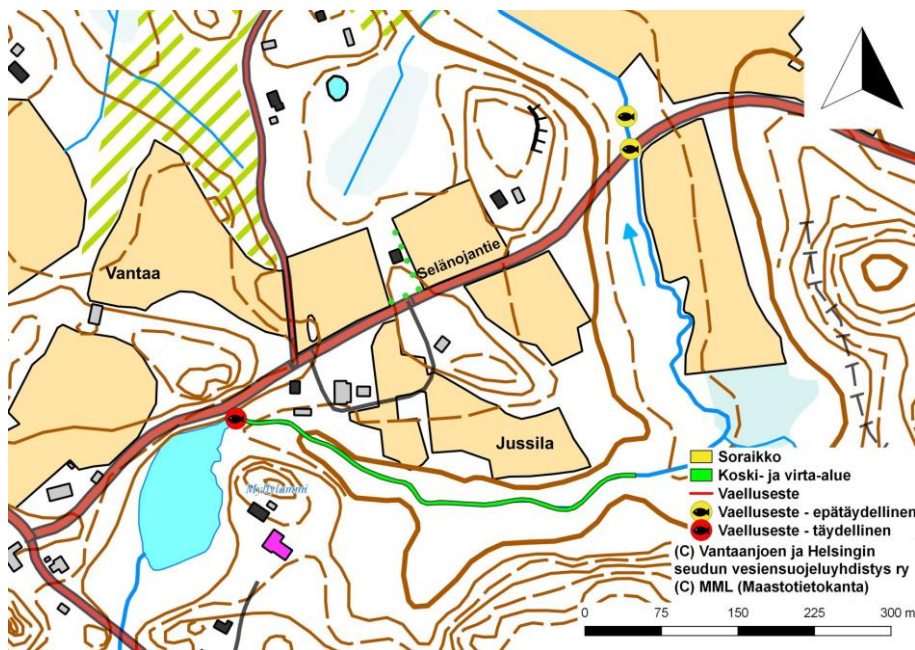 Vantaa
Selänojantie
Jussila
Myllylammi
Soraikko
Koski- ja virta-alue
Vaelluseste
Vaelluseste - epätäydellinen
Vaelluseste - täydellinen
(C) Vantaanjoen ja Helsingin
seudun vesiensuojeluyhdistys ry
(C) MML (Maastotietokanta)
0 75 150 225 300 m